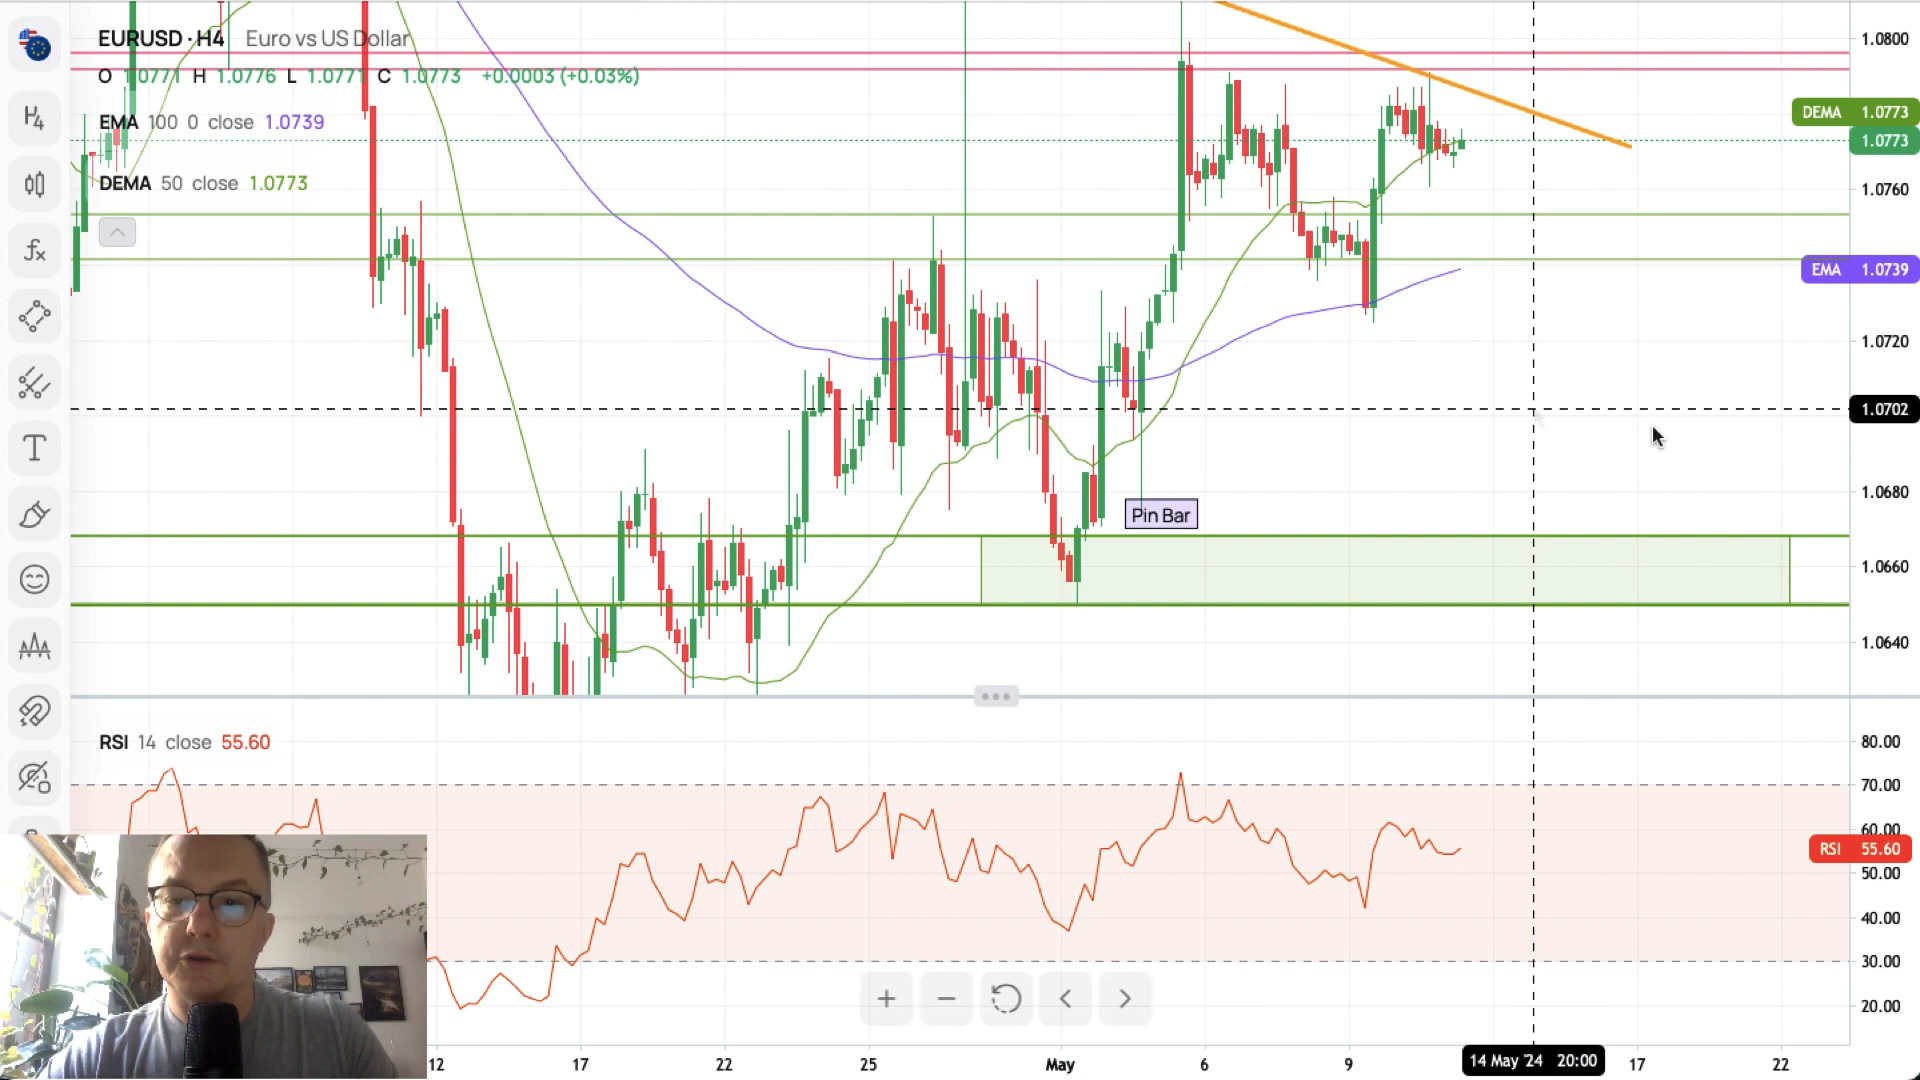 EURUSD · H4 Euro vs US Dollar
O 1.0771 H 1.0776 L 1.0771 C 1.0773 +0.0003 (+0.03%)
EMA 100 0 close 1.0739
DEMA 50 close 1.0773
H4
fx
T
Pin Bar
1.0800
DEMA 1.0773
1.0773
1.0760
EMA 1.0739
1.0720
1.0702
1.0680
1.0660
1.0640
RSI 14 close 55.60
80.00
70.00
60.00
RSI 55.60
50.00
40.00
30.00
20.00
12 17 22 25 May 6 9 14 May '24 20:00 17 22